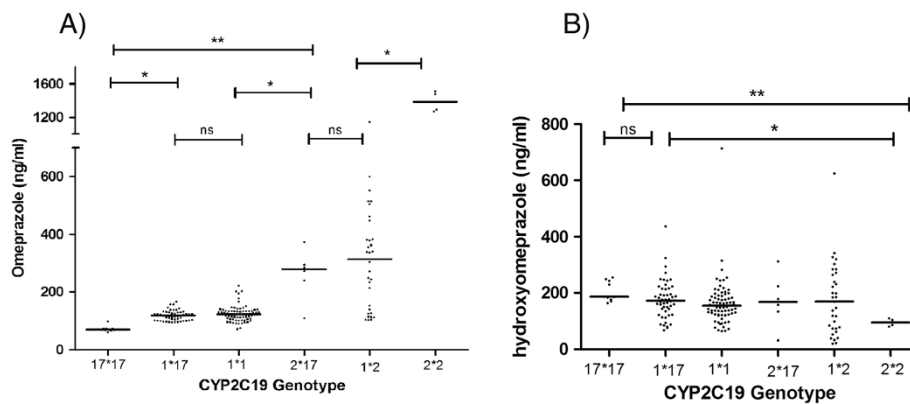 A)
**
*
*
*
ns
ns
1600
1200
600
400
200
0
Omeprazole (ng/ml)
17*17 1*17 1*1 2*17 1*2 2*2
CYP2C19 Genotype
B)
**
ns
*
800
600
400
200
0
hydroxyomeprazole (ng/ml)
17*17 1*17 1*1 2*17 1*2 2*2
CYP2C19 Genotype